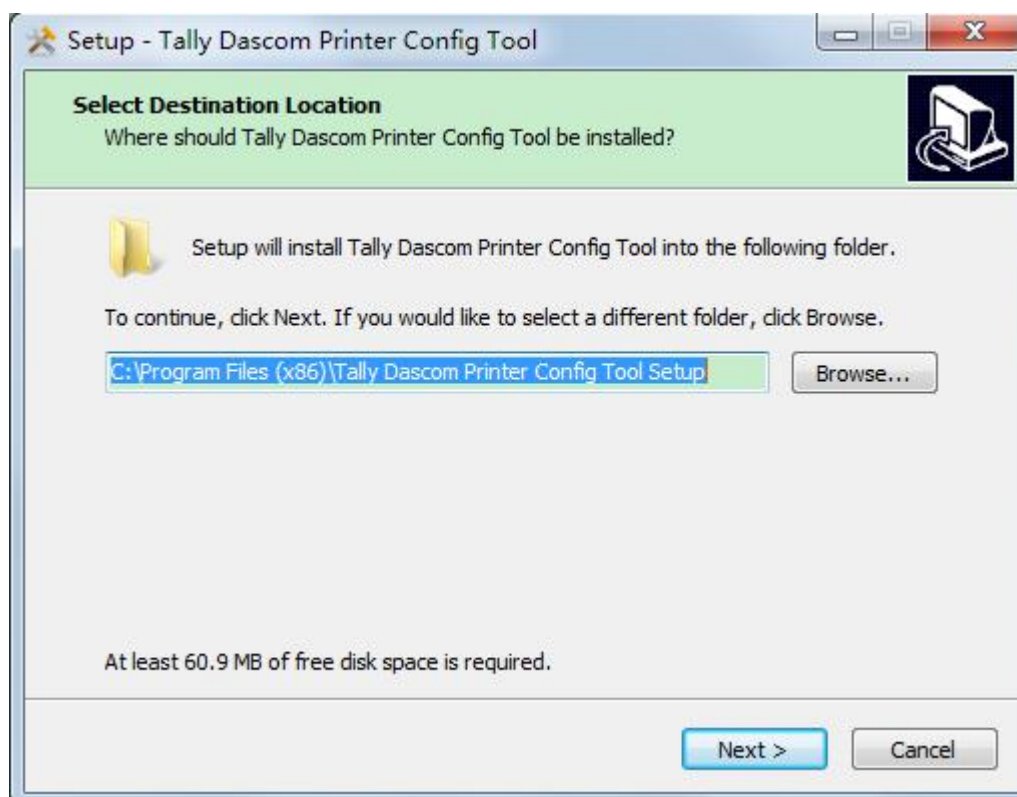 Setup - Tally Dascom Printer Config Tool
Select Destination Location
Where should Tally Dascom Printer Config Tool be installed?
Setup will install Tally Dascom Printer Config Tool into the following folder.
To continue, click Next. If you would like to select a different folder, click Browse.
C:\Program Files (x86)\Tally Dascom Printer Config Tool Setup
Browse...
At least 60.9 MB of free disk space is required.
Next >
Cancel